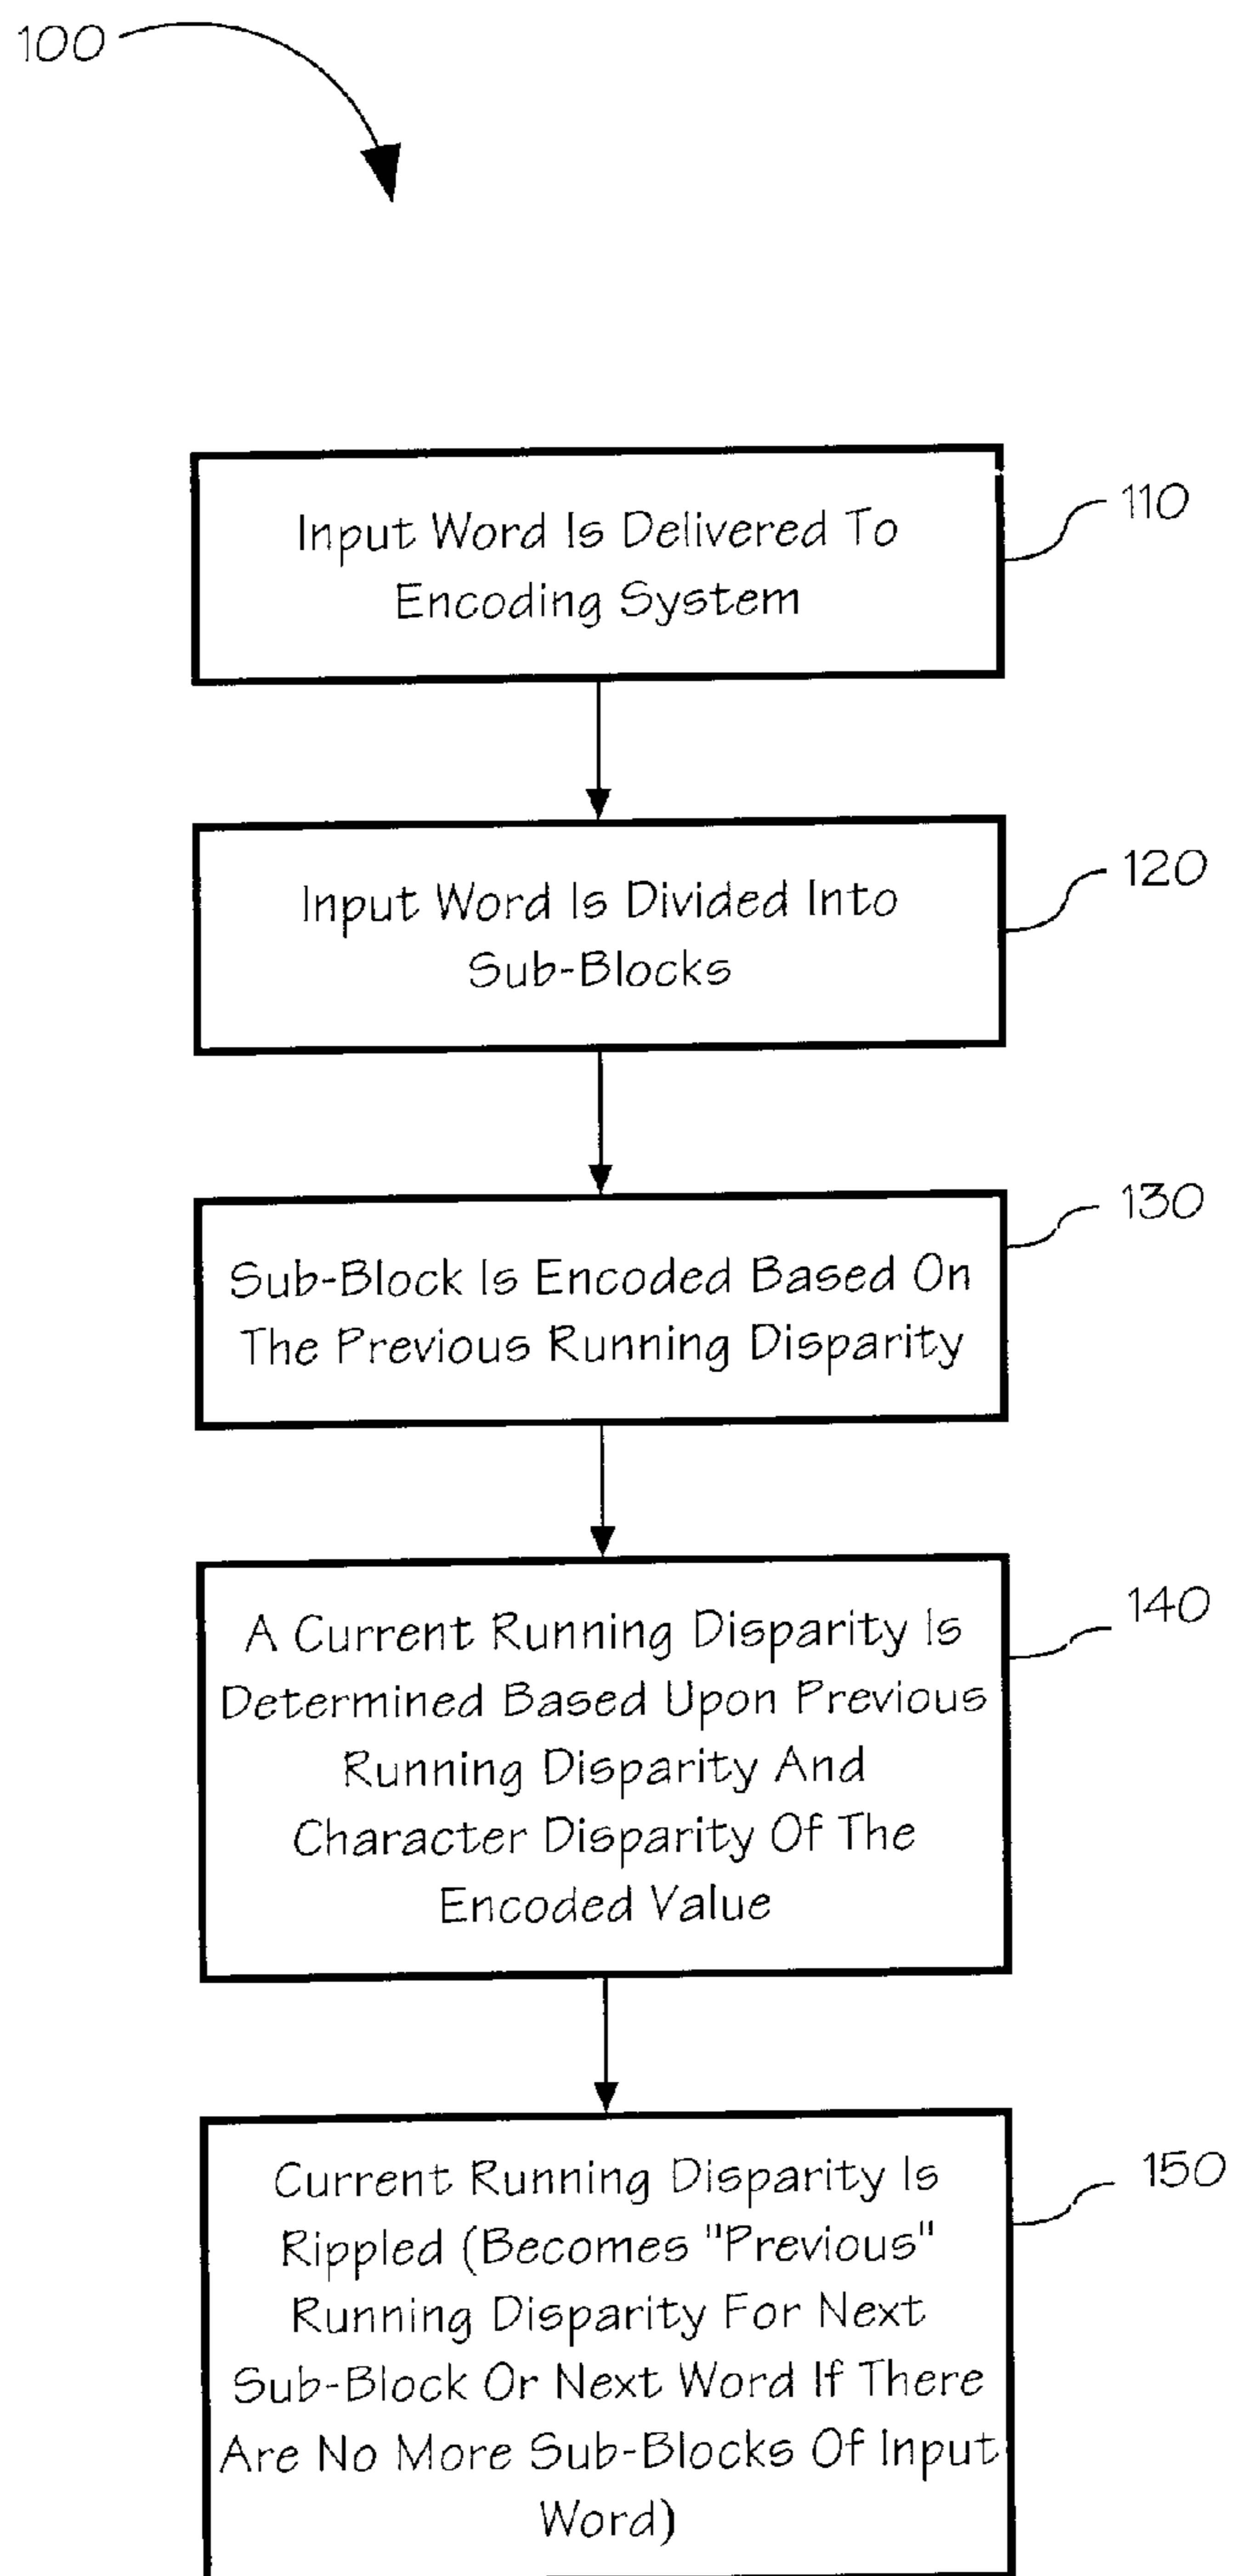 100
Input Word Is Delivered To
Encoding System
110
Input Word Is Divided Into
Sub-Blocks
120
Sub-Block Is Encoded Based On
The Previous Running Disparity
130
A Current Running Disparity Is
Determined Based Upon Previous
Running Disparity And
Character Disparity Of The
Encoded Value
140
Current Running Disparity Is
Rippled (Becomes "Previous"
Running Disparity For Next
Sub-Block Or Next Word If There
Are No More Sub-Blocks Of Input
Word)
150